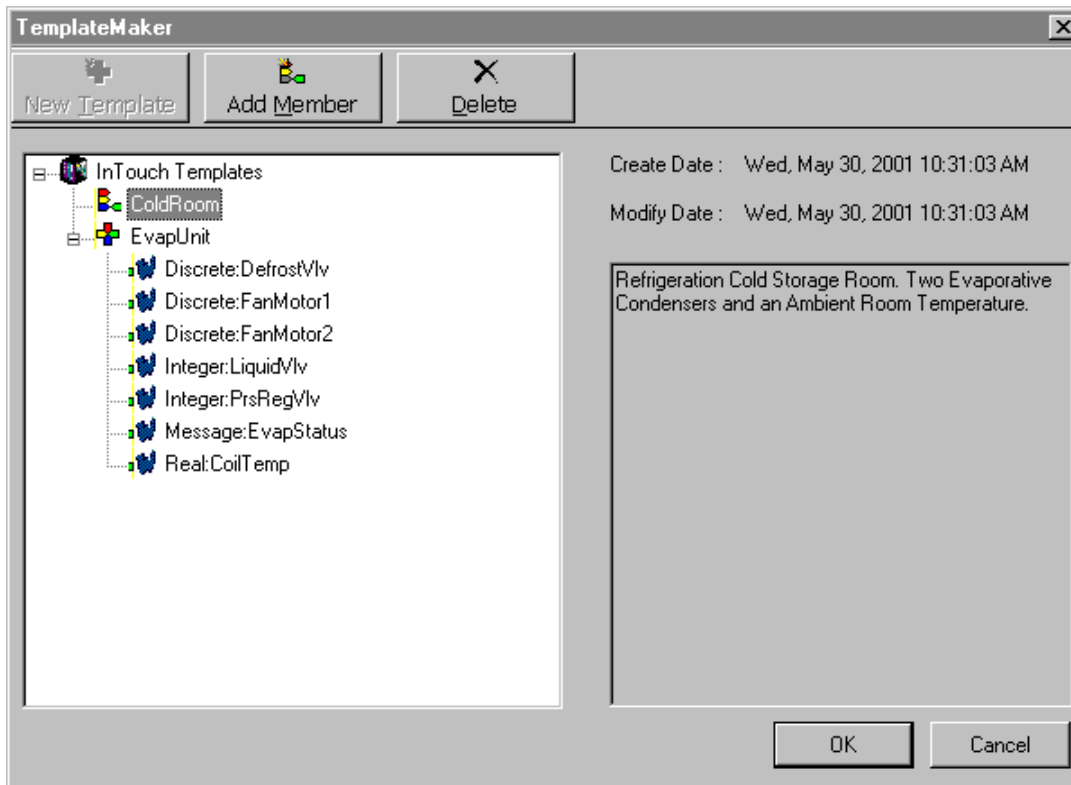 TemplateMaker
New Template
Add Member
Delete
InTouch Templates
ColdRoom
EvapUnit
Discrete:DefrostVlv
Discrete:FanMotor1
Discrete:FanMotor2
Integer:LiquidVlv
Integer:PrsRegVlv
Message:EvapStatus
Real:CoilTemp
Create Date : Wed, May 30, 2001 10:31:03 AM
Modify Date : Wed, May 30, 2001 10:31:03 AM
Refrigeration Cold Storage Room. Two Evaporative
Condensers and an Ambient Room Temperature.
OK
Cancel